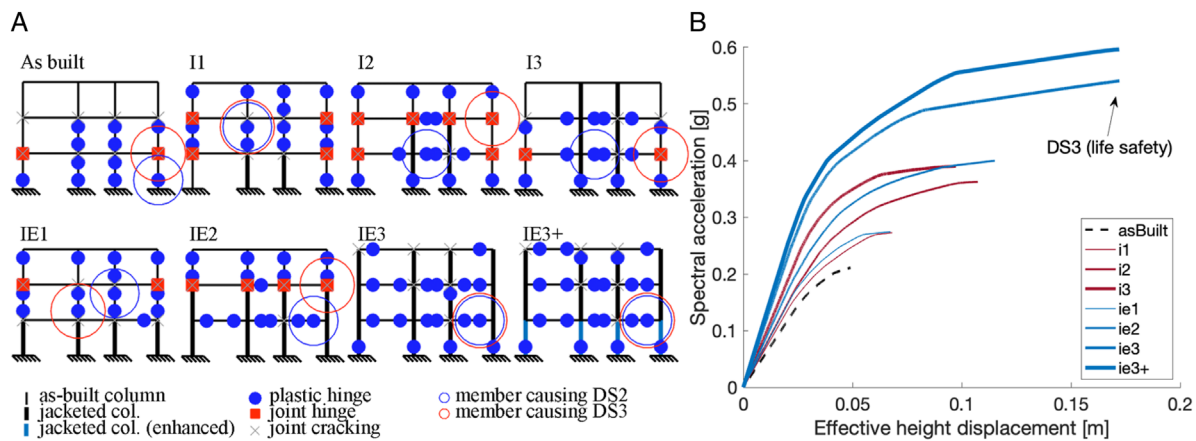 A
As built
I1
I2
I3
IE1
IE2
IE3
IE3+
as-built column
jacketed col.
jacketed col. (enhanced)
plastic hinge
joint hinge
joint cracking
member causing DS2
member causing DS3
B
Spectral acceleration [g]
0.6
0.5
0.4
0.3
0.2
0.1
0
0
0.05
0.1
0.15
0.2
Effective height displacement [m]
DS3 (life safety)
asBuilt
i1
i2
i3
ie1
ie2
ie3
ie3+